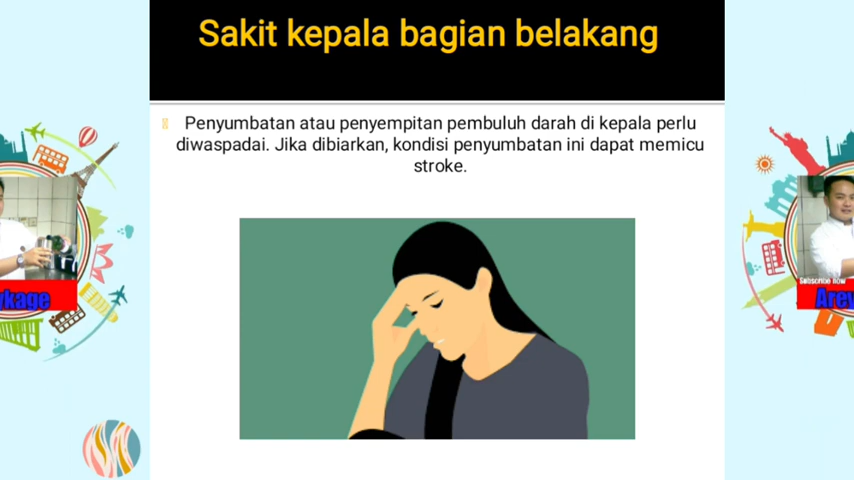 Sakit kepala bagian belakang
Penyumbatan atau penyempitan pembuluh darah di kepala perlu
diwaspadai. Jika dibiarkan, kondisi penyumbatan ini dapat memicu
stroke.
Subscribe now